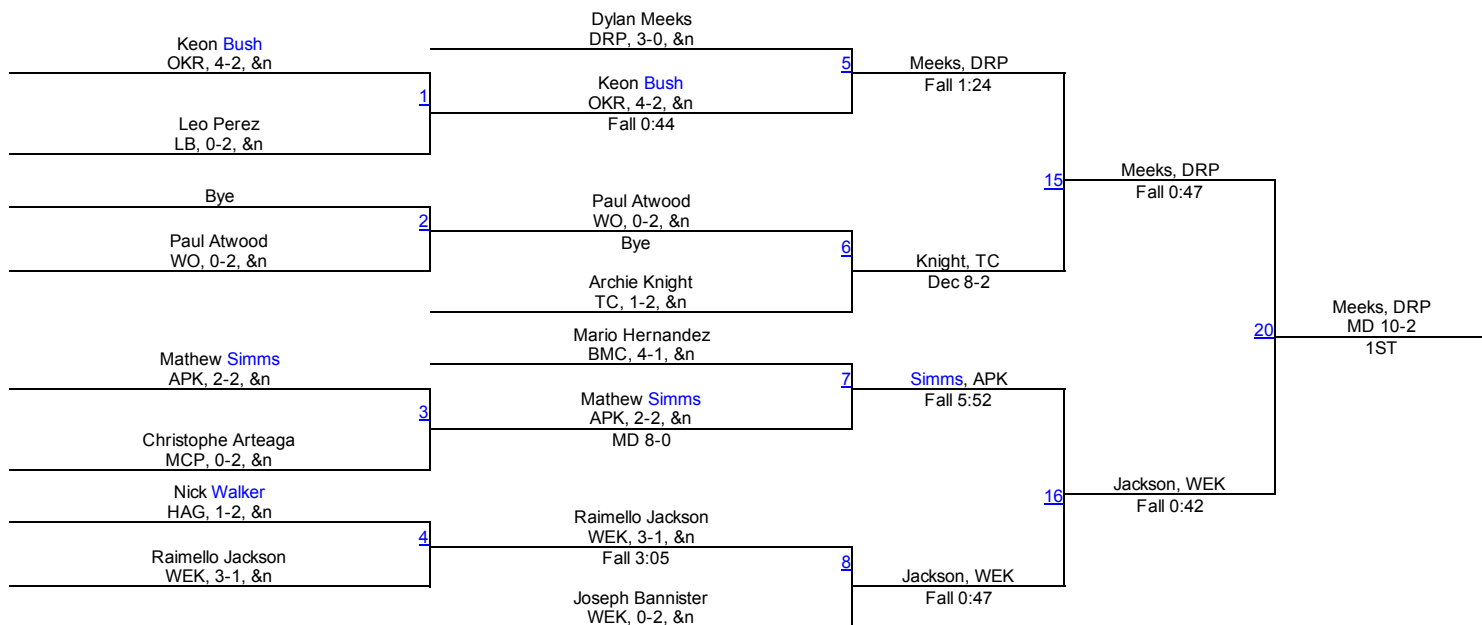 Keon Bush
OKR, 4-2, &n
1
Leo Perez
LB, 0-2, &n
Bye
2
Paul Atwood
WO, 0-2, &n
Mathew Simms
APK, 2-2, &n
3
Christophe Arteaga
MCP, 0-2, &n
Nick Walker
HAG, 1-2, &n
4
Raimello Jackson
WEK, 3-1, &n
Dylan Meeks
DRP, 3-0, &n
5
Keon Bush
OKR, 4-2, &n
Fall 0:44
Paul Atwood
WO, 0-2, &n
Bye
6
Archie Knight
TC, 1-2, &n
Mario Hernandez
BMC, 4-1, &n
7
Mathew Simms
APK, 2-2, &n
MD 8-0
Raimello Jackson
WEK, 3-1, &n
Fall 3:05
8
Joseph Bannister
WEK, 0-2, &n
Meeks, DRP
Fall 1:24
15
Knight, TC
Dec 8-2
Simms, APK
Fall 5:52
16
Jackson, WEK
Fall 0:47
Meeks, DRP
Fall 0:47
20
Jackson, WEK
Fall 0:42
Meeks, DRP
MD 10-2
1ST